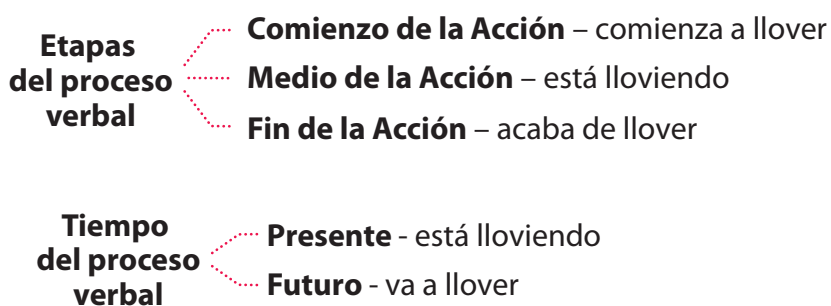 Etapas
del proceso
verbal
Comienzo de la Acción – comienza a llover
Medio de la Acción – está lloviendo
Fin de la Acción – acaba de llover
Tiempo
del proceso
verbal
Presente - está lloviendo
Futuro - va a llover